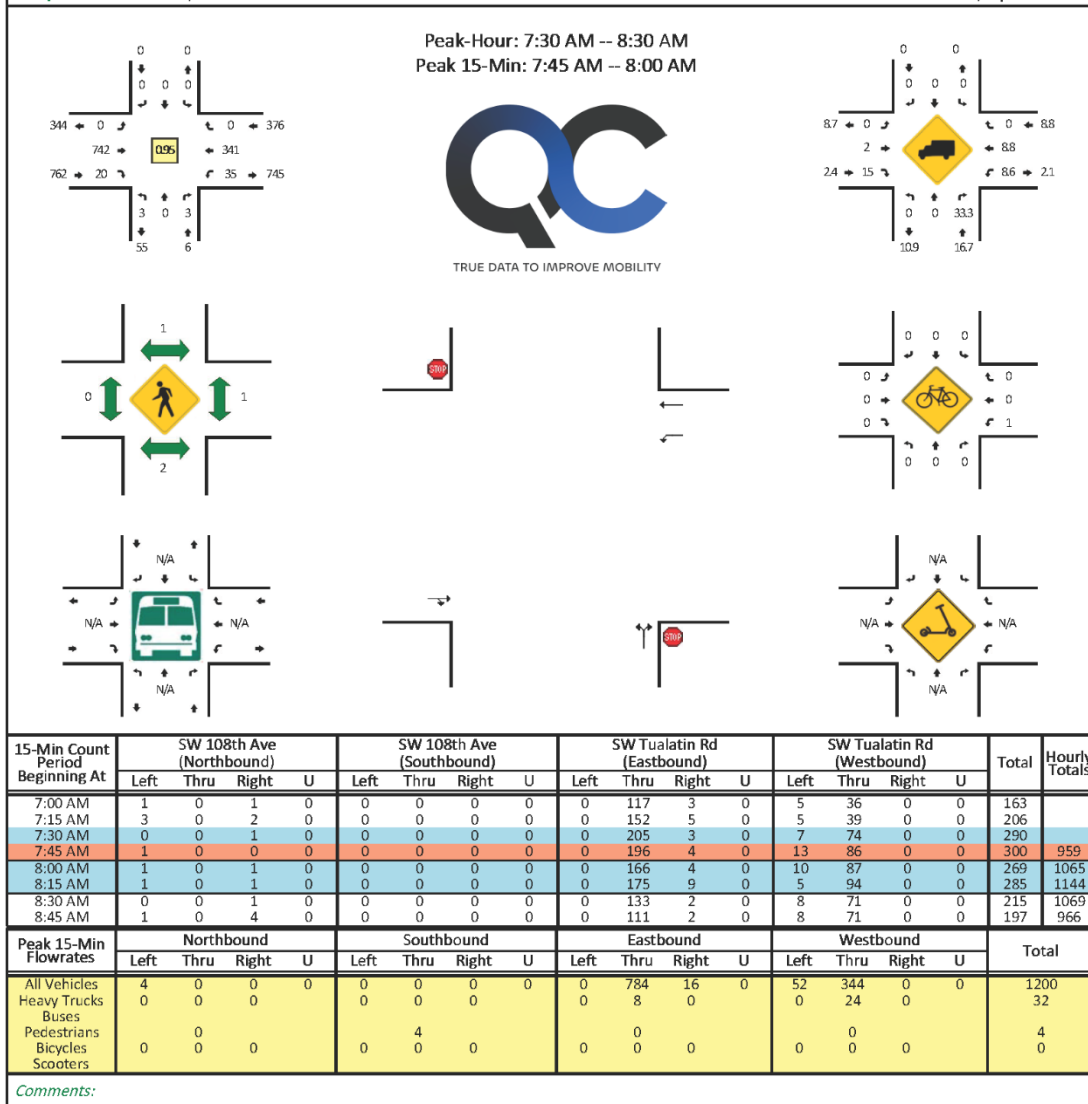 Peak-Hour: 7:30 AM -- 8:30 AM
Peak 15-Min: 7:45 AM -- 8:00 AM
0 0
0 0 0
344 0 0 376
742 0.95 341
762 20 35 745
3 0 3
55 6
QC
TRUE DATA TO IMPROVE MOBILITY
0 0
0 0 0
8.7 0 0 8.8
2 8.8
2.4 15 8.6 2.1
0 0 33.3
10.9 16.7
1
0 1
2
STOP
0 0 0
0 0
0 0
0 1
0 0 0
N/A
N/A N/A
N/A
STOP
N/A
N/A N/A
N/A
15-Min Count Period Beginning At SW 108th Ave (Northbound) SW 108th Ave (Southbound) SW Tualatin Rd (Eastbound) SW Tualatin Rd (Westbound) Total Hourly Totals
Left Thru Right U Left Thru Right U Left Thru Right U Left Thru Right U
7:00 AM 1 0 1 0 0 0 0 0 0 117 3 0 5 36 0 0 163
7:15 AM 3 0 2 0 0 0 0 0 0 152 5 0 5 39 0 0 206
7:30 AM 0 0 1 0 0 0 0 0 0 205 3 0 7 74 0 0 290
7:45 AM 1 0 0 0 0 0 0 0 0 196 4 0 13 86 0 0 300 959
8:00 AM 1 0 1 0 0 0 0 0 0 166 4 0 10 87 0 0 269 1065
8:15 AM 1 0 1 0 0 0 0 0 0 175 9 0 5 94 0 0 285 1144
8:30 AM 0 0 1 0 0 0 0 0 0 133 2 0 8 71 0 0 215 1069
8:45 AM 1 0 4 0 0 0 0 0 0 111 2 0 8 71 0 0 197 966
Peak 15-Min Flowrates Northbound Southbound Eastbound Westbound Total
Left Thru Right U Left Thru Right U Left Thru Right U Left Thru Right U
All Vehicles 4 0 0 0 0 0 0 0 0 784 16 0 52 344 0 0 1200
Heavy Trucks 0 0 0 0 0 0 0 8 0 0 24 0 32
Buses
Pedestrians 0 4 0 0 4
Bicycles 0 0 0 0 0 0 0 0 0 0 0 0 0
Scooters
Comments: